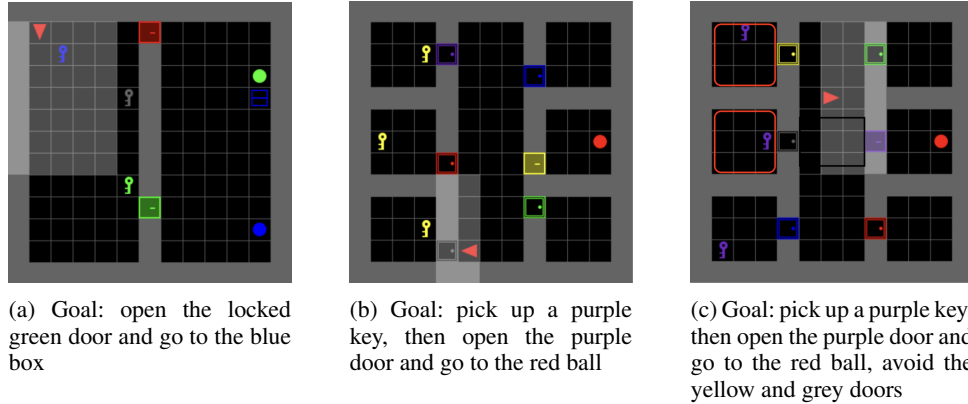 (a) Goal: open the locked
green door and go to the blue
box
(b) Goal: pick up a purple
key, then open the purple
door and go to the red ball
(c) Goal: pick up a purple key
then open the purple door and
go to the red ball, avoid the
yellow and grey doors